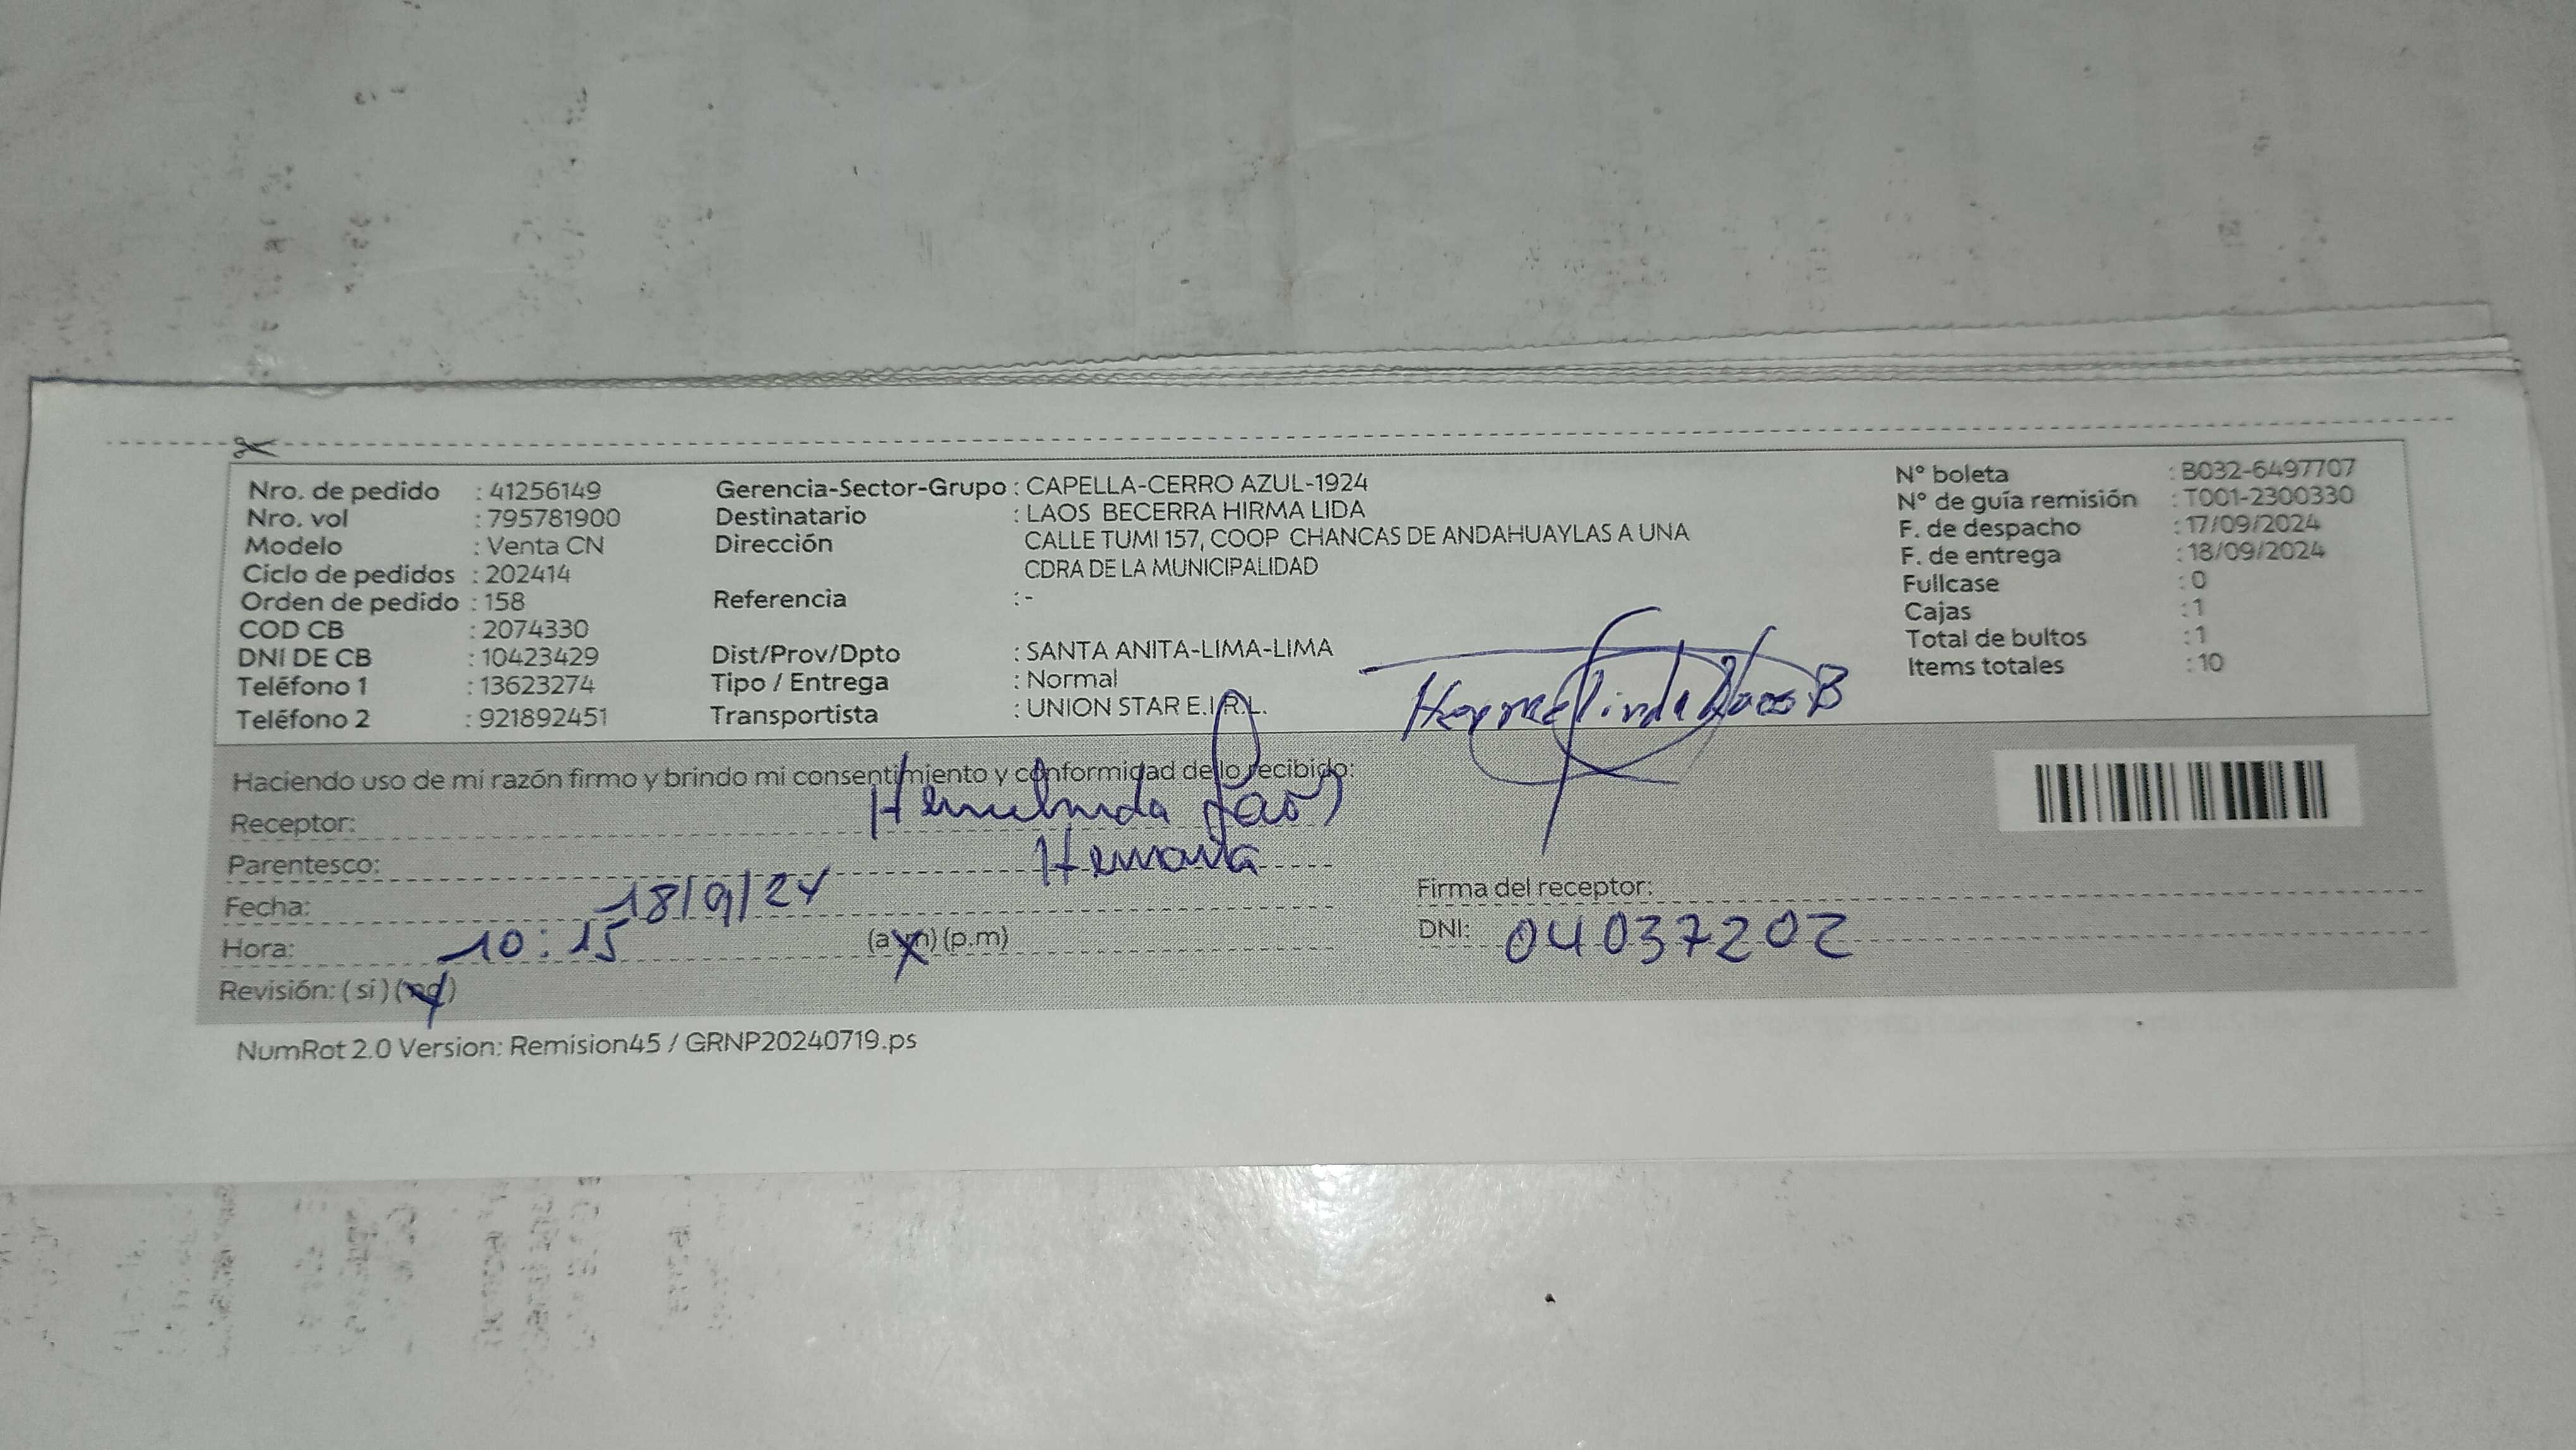 Nro. de pedido : 41256149
Nro. vol : 795781900
Modelo : Venta CN
Ciclo de pedidos : 202414
Orden de pedido : 158
COD CB : 2074330
DNI DE CB : 10423429
Teléfono 1 : 13623274
Teléfono 2 : 921892451
Gerencia-Sector-Grupo : CAPELLA-CERRO AZUL-1924
Destinatario : LAOS BECERRA HIRMA LIDA
Dirección CALLE TUMI 157, COOP CHANCAS DE ANDAHUAYLAS A UNA
CDRA DE LA MUNICIPALIDAD
Referencia : -
Dist/Prov/Dpto : SANTA ANITA-LIMA-LIMA
Tipo / Entrega : Normal
Transportista : UNION STAR E.I.R.L.
N° boleta : B032-6497707
N° de guía remisión : T001-2300330
F. de despacho : 17/09/2024
F. de entrega : 18/09/2024
Fullcase : 0
Cajas : 1
Total de bultos : 1
Items totales : 10
Hermelinda Laos B
Haciendo uso de mi razón firmo y brindo mi consentimiento y conformidad de lo recibido:
Receptor: Hermelinda Laos
Parentesco: Hermana
Fecha: 18/9/24
Hora: 10:15 (a.m) (p.m)
Revisión: (si) (no)
Firma del receptor:
DNI: 04037202
NumRot 2.0 Version: Remision45 / GRNP20240719.ps